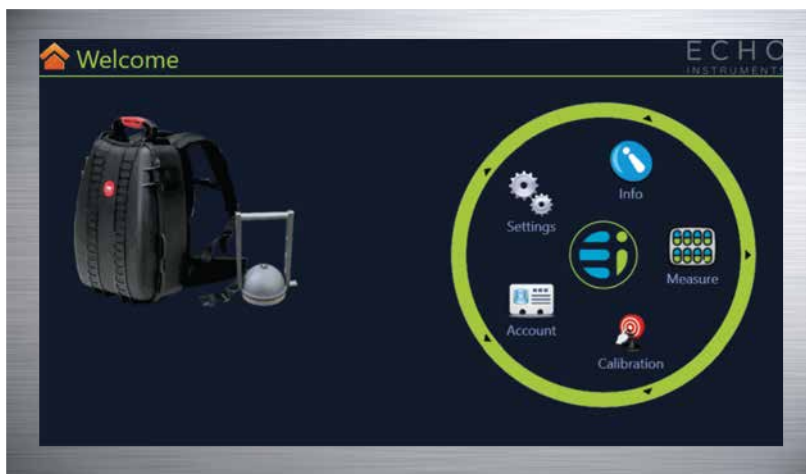 Welcome
ECHO
INSTRUMENTS
Info
Settings
Measure
Account
Calibration